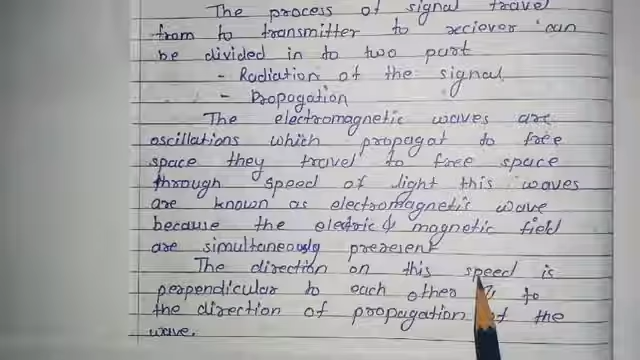 The process of signal travel
from to transmitter to reciever can
be divided in to two part
- Radiation of the signal
- Propagation
The electromagnetic waves are
oscillations which propagat to free
space they travel to free space
through speed of light this waves
are known as electromagnetic wave
because the electric & magnetic field
are simultaneously preresent
The direction on this speed is
perpendicular to each other to
the direction of propagation of the
wave.